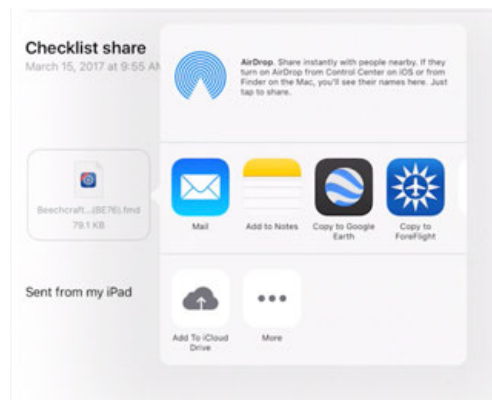 Checklist share
March 15, 2017 at 9:55 AM
AirDrop. Share instantly with people nearby. If they
turn on AirDrop from Control Center on iOS or from
Finder on the Mac, you'll see their names here. Just
tap to share.
Beechcraft...(BE76).fmd
79.1 KB
Mail
Add to Notes
Copy to Google
Earth
Copy to
ForeFlight
Sent from my iPad
Add To iCloud
Drive
More